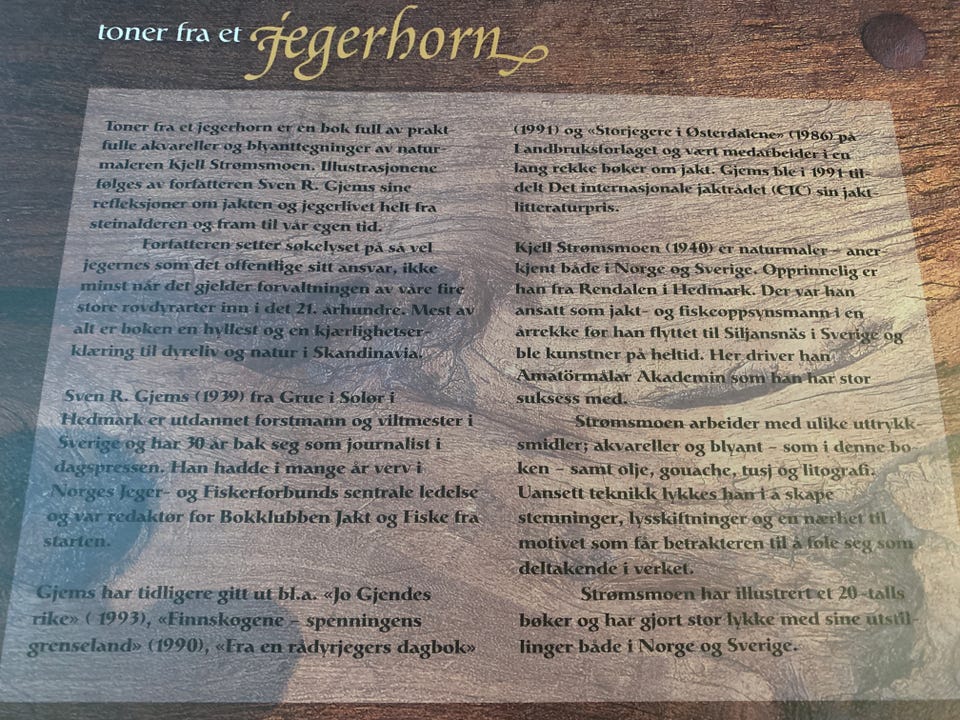 toner fra et jegerhorn
Toner fra et jegerhorn er en bok full av prakt
fulle akvareller og blyanttegninger av natur-
maleren Kjell Strømsmoen. Illustrasjonene
følges av forfatteren Sven R. Gjems sine
refleksjoner om jakten og jegerlivet helt fra
steinalderen og fram til vår egen tid.
Forfatteren setter søkelyset på så vel
jegernes som det offentlige sitt ansvar, ikke
minst når det gjelder forvaltningen av våre fire
store rovdyrarter inn i det 21. århundre. Mest av
alt er boken en hyllest og en kjærlighetser-
klæring til dyreliv og natur i Skandinavia.
Sven R. Gjems (1939) fra Grue i Solør i
Hedmark er utdannet forstmann og viltmester i
Sverige og har 30 år bak seg som journalist i
dagspressen. Han hadde i mange år verv i
Norges Jeger- og Fiskerforbunds sentrale ledelse
og var redaktør for Bokklubben Jakt og Fiske fra
starten.
Gjems har tidligere gitt ut bl.a. «Jo Gjendes
rike» ( 1993), «Finnskogene – spenningens
grenseland» (1990), «Fra en rådyrjegers dagbok»
(1991) og «Storjegere i Østerdalene» (1986) på
Landbruksforlaget og vært medarbeider i en
lang rekke bøker om jakt. Gjems ble i 1991 til-
delt Det internasjonale jaktrådet (CIC) sin jakt-
litteraturpris.
Kjell Strømsmoen (1940) er naturmaler – aner-
kjent både i Norge og Sverige. Opprinnelig er
han fra Rendalen i Hedmark. Der var han
ansatt som jakt- og fiskeoppsynsmann i en
årrekke før han flyttet til Siljansnäs i Sverige og
ble kunstner på heltid. Her driver han
Amatörmålar Akademin som han har stor
suksess med.
Strømsmoen arbeider med ulike uttrykk-
smidler; akvareller og blyant – som i denne bo-
ken – samt olje, gouache, tusj og litografi.
Uansett teknikk lykkes han i å skape
stemninger, lysskiftninger og en nærhet til
motivet som får betrakteren til å føle seg som
deltakende i verket.
Strømsmoen har illustrert et 20-talls
bøker og har gjort stor lykke med sine utstil-
linger både i Norge og Sverige.